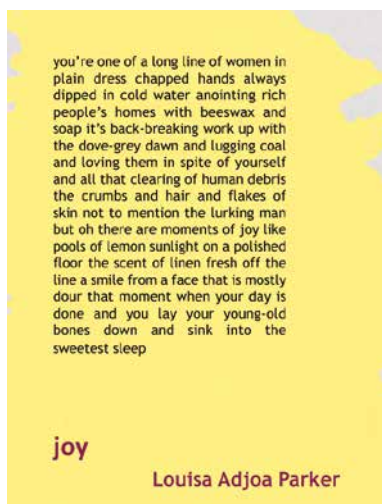 you're one of a long line of women in
plain dress chapped hands always
dipped in cold water anointing rich
people's homes with beeswax and
soap it's back-breaking work up with
the dove-grey dawn and lugging coal
and loving them in spite of yourself
and all that clearing of human debris
the crumbs and hair and flakes of
skin not to mention the lurking man
but oh there are moments of joy like
pools of lemon sunlight on a polished
floor the scent of linen fresh off the
line a smile from a face that is mostly
dour that moment when your day is
done and you lay your young-old
bones down and sink into the
sweetest sleep
joy
Louisa Adjoa Parker